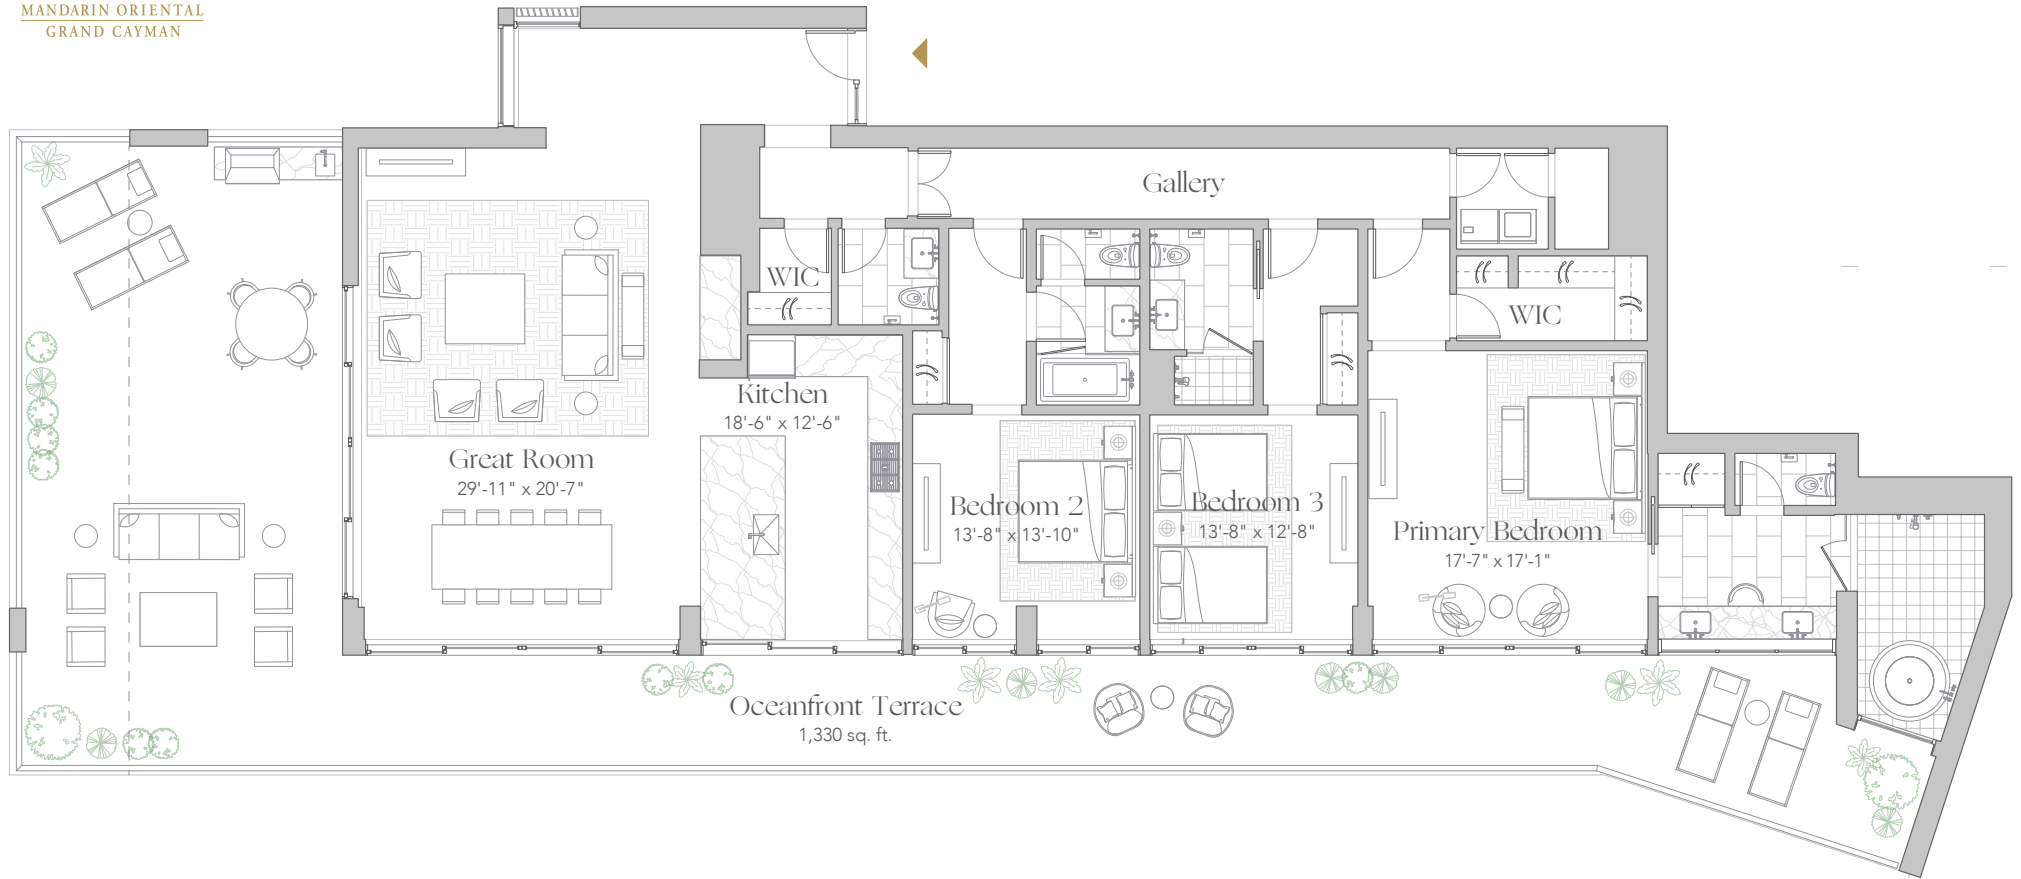 MANDARIN ORIENTAL
GRAND CAYMAN
Gallery
WIC
WIC
Kitchen
18'-6" x 12'-6"
Great Room
29'-11" x 20'-7"
Bedroom 2
13'-8" x 13'-10"
Bedroom 3
13'-8" x 12'-8"
Primary Bedroom
17'-7" x 17'-1"
Oceanfront Terrace
1,330 sq. ft.